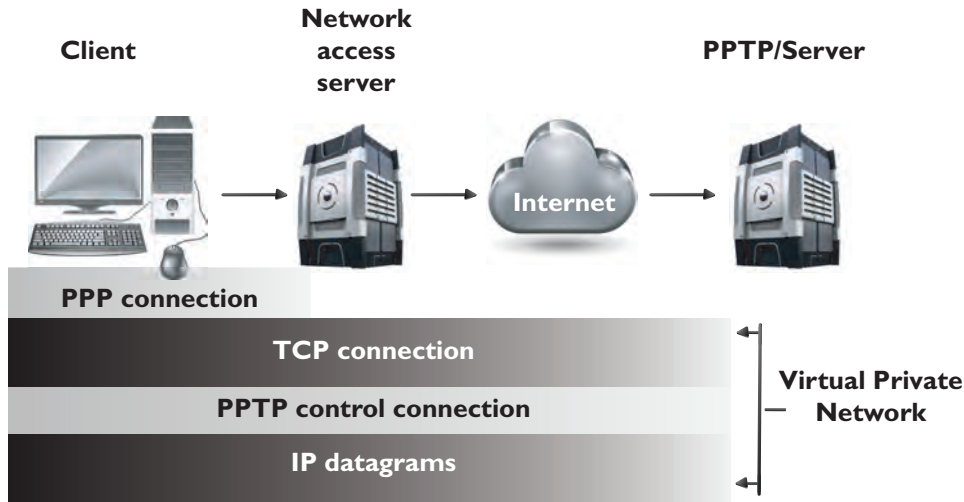 Client
Network
access
server
PPTP/Server
Internet
PPP connection
TCP connection
PPTP control connection
IP datagrams
Virtual Private
Network